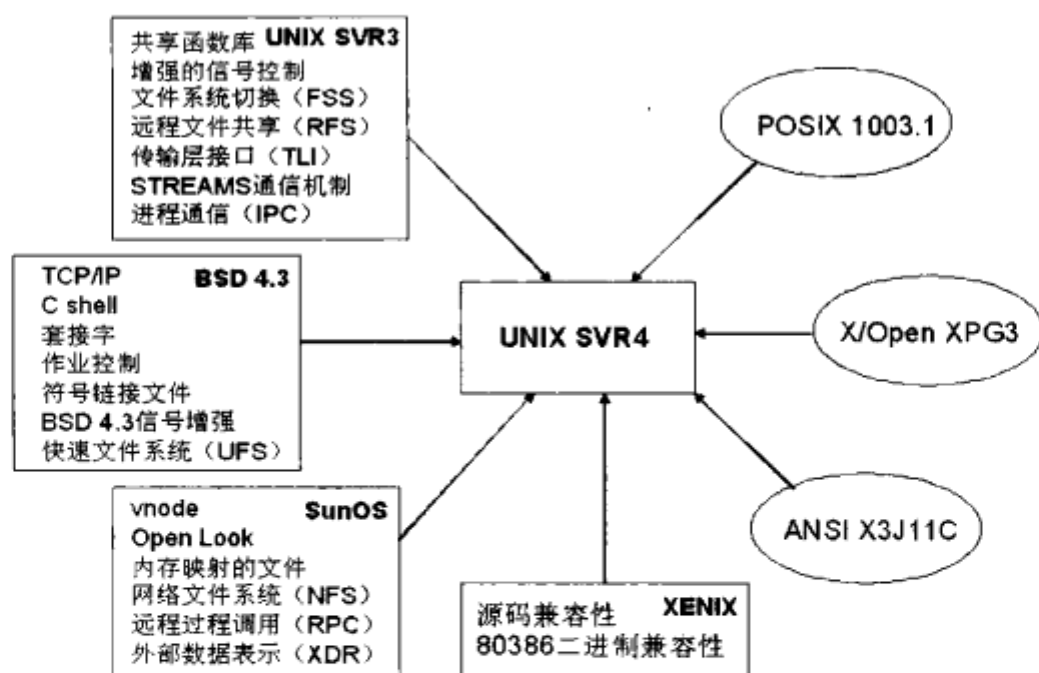 共享函数库 UNIX SVR3
增强的信号控制
文件系统切换（FSS）
远程文件共享（RFS）
传输层接口（TLI）
STREAMS通信机制
进程通信（IPC）
POSIX 1003.1
TCP/IP BSD 4.3
C shell
套接字
作业控制
符号链接文件
BSD 4.3信号增强
快速文件系统（UFS）
UNIX SVR4
X/Open XPG3
vnode SunOS
Open Look
内存映射的文件
网络文件系统（NFS）
远程过程调用（RPC）
外部数据表示（XDR）
源码兼容性 XENIX
80386二进制兼容性
ANSI X3J11C